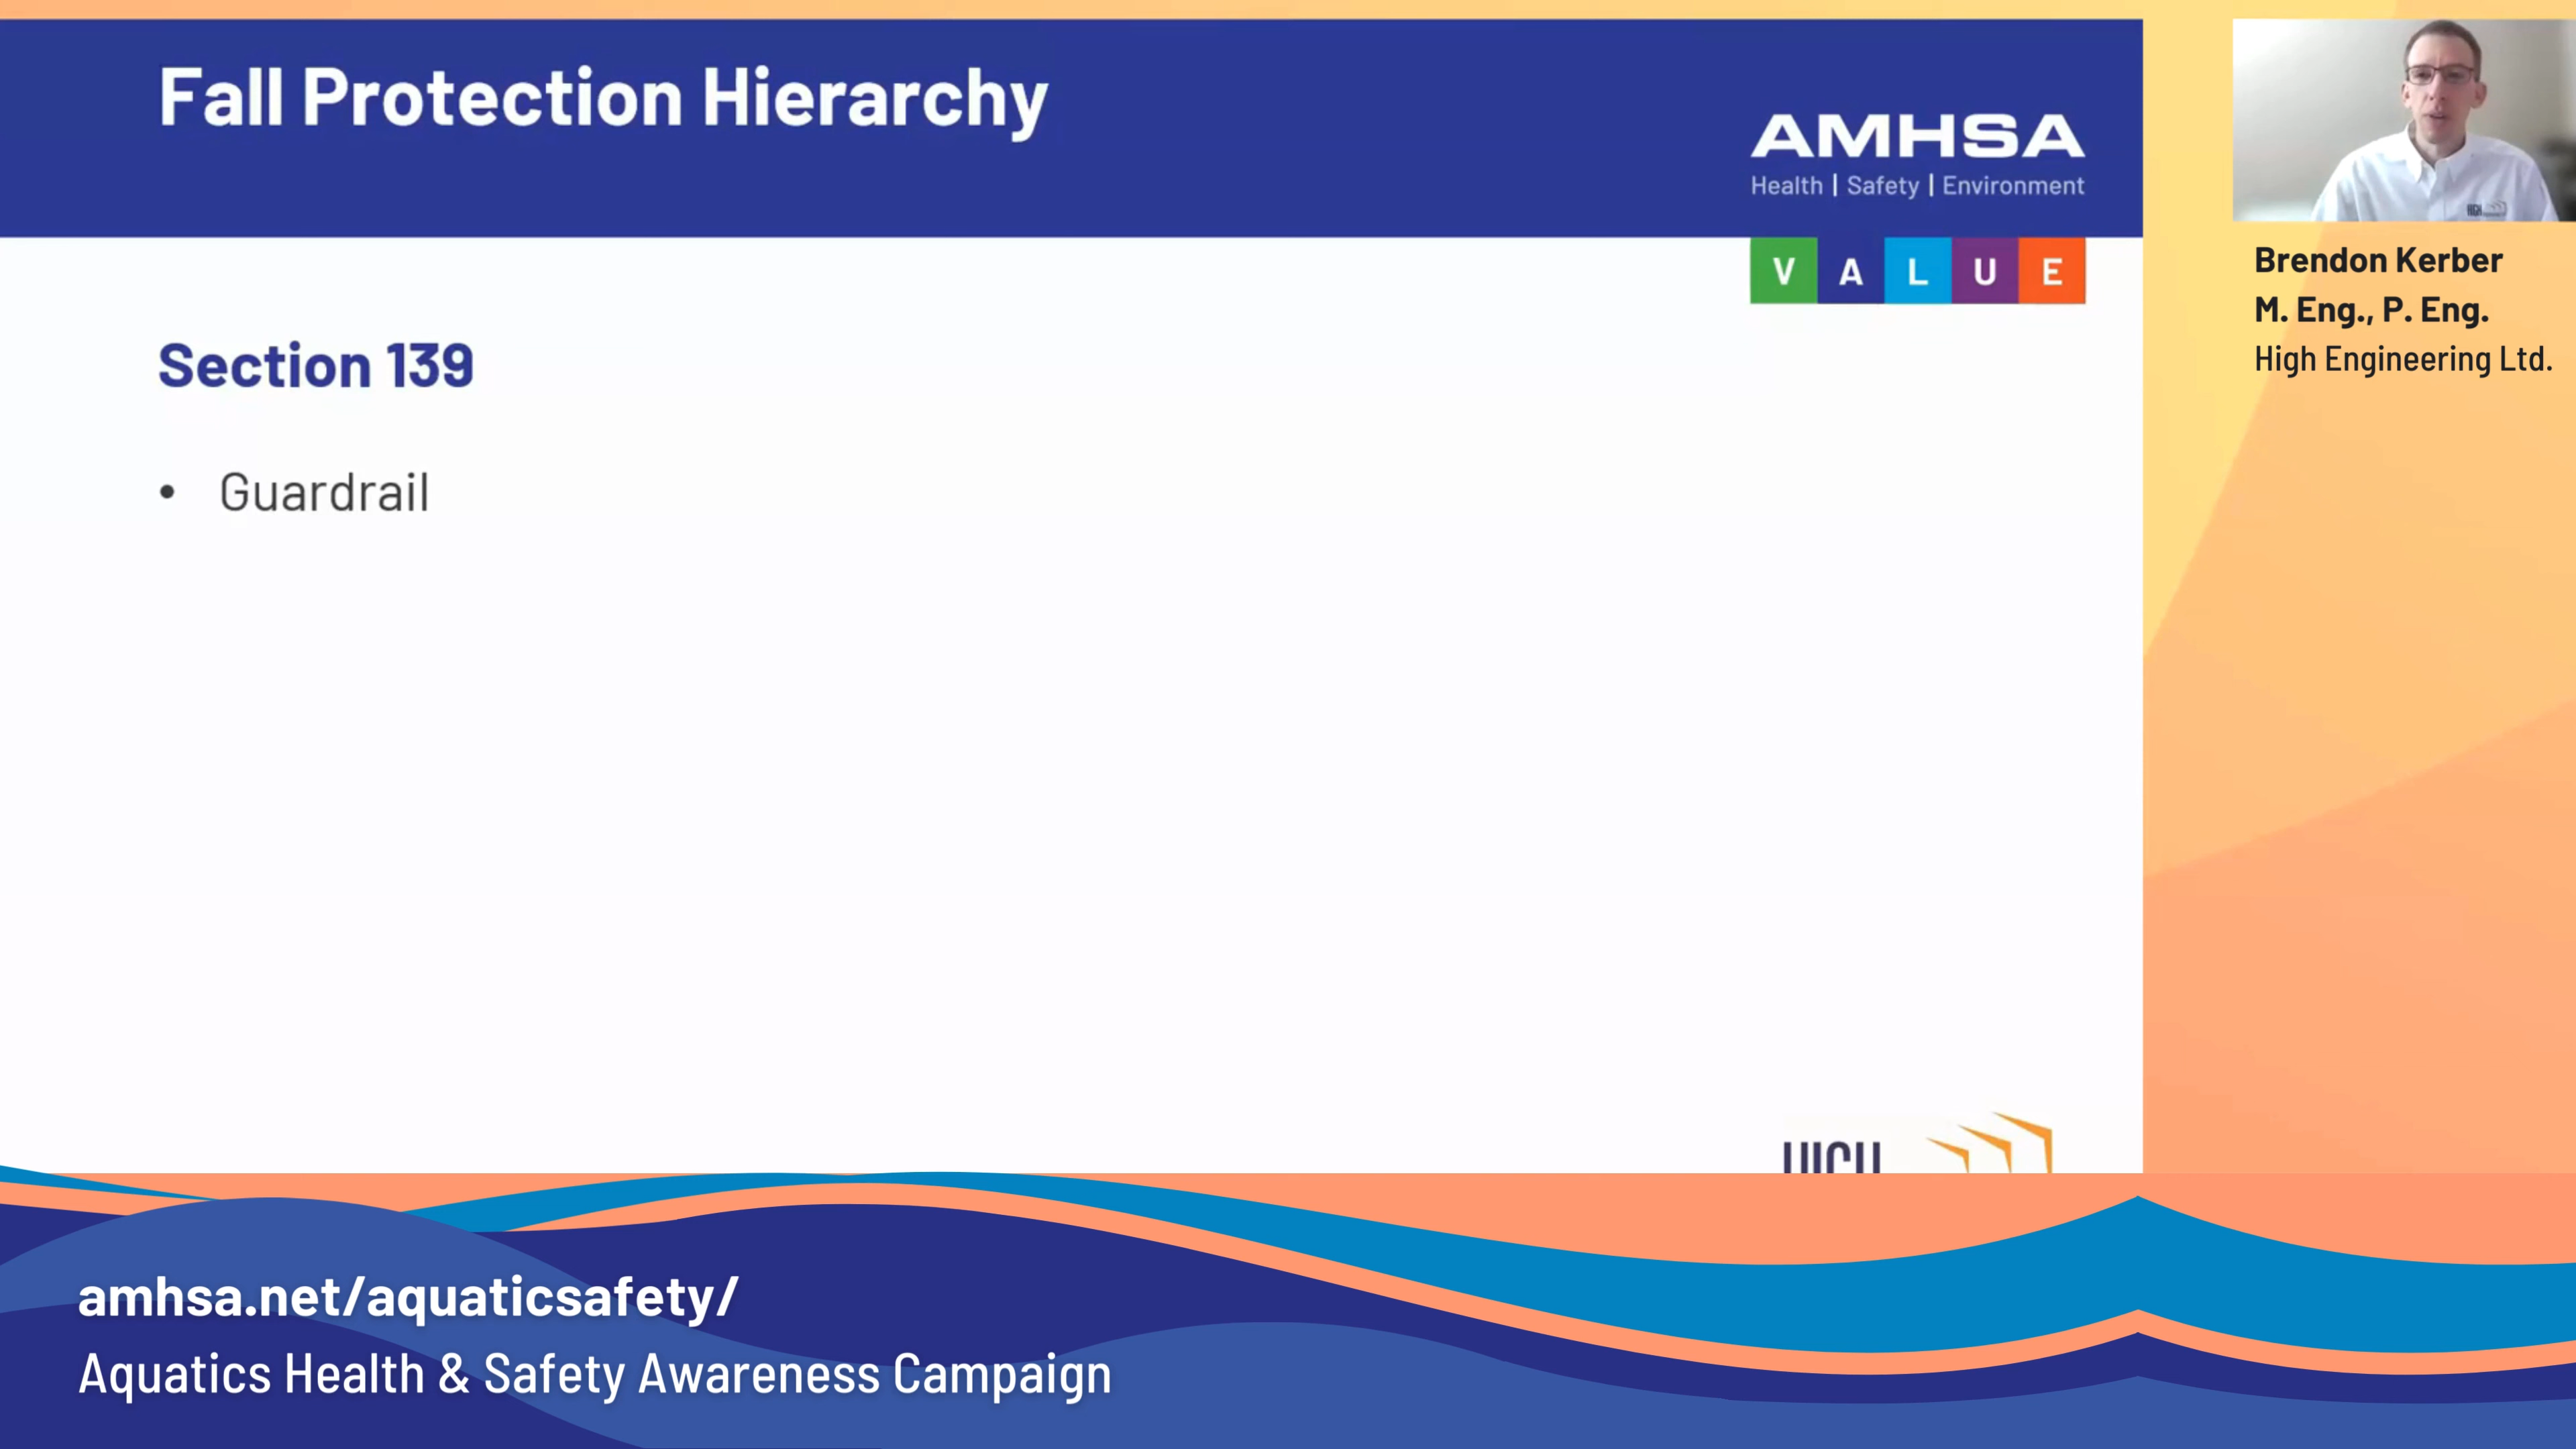 Fall Protection Hierarchy
AMHSA
Health | Safety | Environment
V A L U E
Section 139
• Guardrail
Brendon Kerber
M. Eng., P. Eng.
High Engineering Ltd.
amhsa.net/aquaticsafety/
Aquatics Health & Safety Awareness Campaign